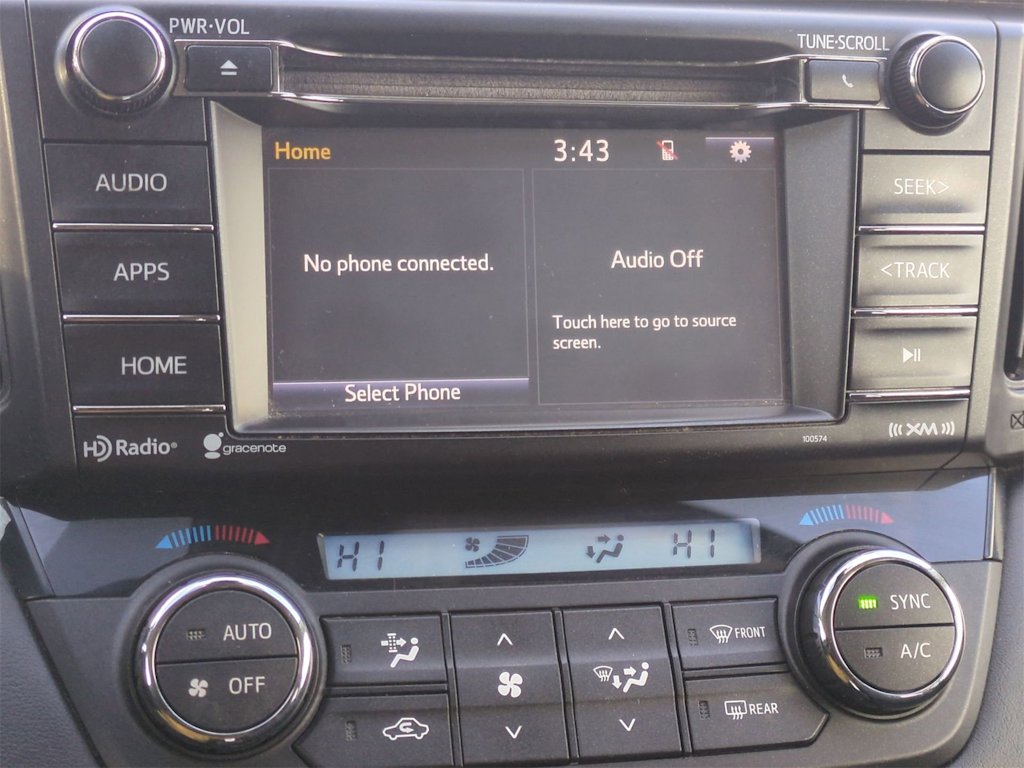 PWR·VOL
TUNE·SCROLL
AUDIO
APPS
HOME
SEEK>
<TRACK
Home
3:43
No phone connected.
Audio Off
Touch here to go to source
screen.
Select Phone
HD Radio®
gracenote
100574
((( XM )))
HI
HI
AUTO
OFF
FRONT
REAR
SYNC
A/C